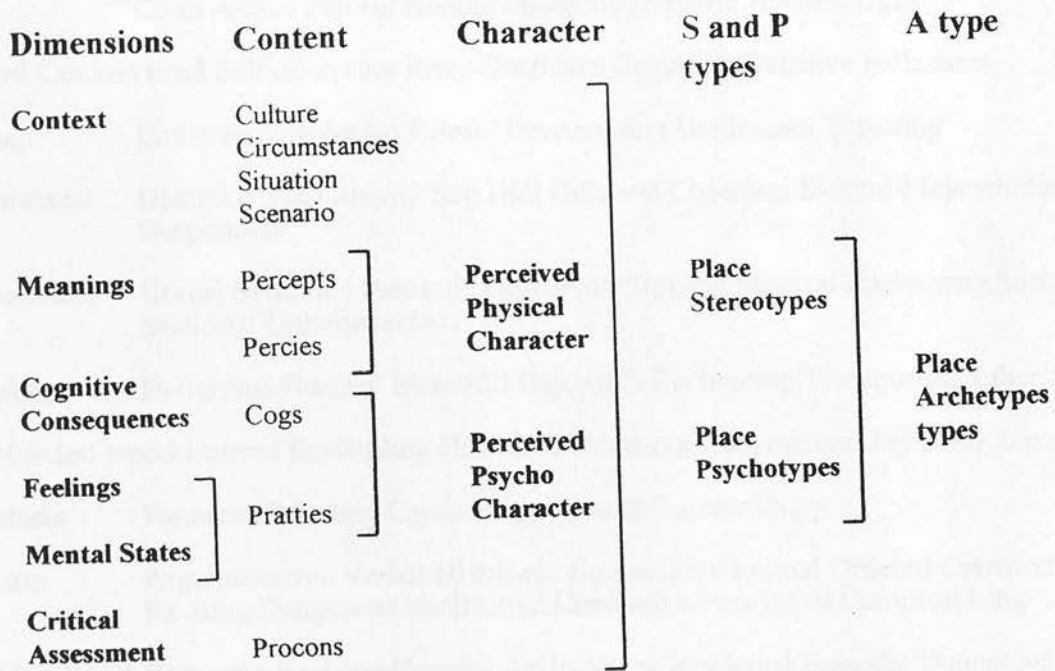 Dimensions Content Character S and P A type
types
Context Culture
Circumstances
Situation
Scenario
Meanings Percepts Perceived Place
Physical Stereotypes
Percies Character
Cognitive Place
Consequences Cogs Archetypes
Perceived Place types
Feelings Psycho Psychotypes
Pratties Character
Mental States
Critical
Assessment Procons